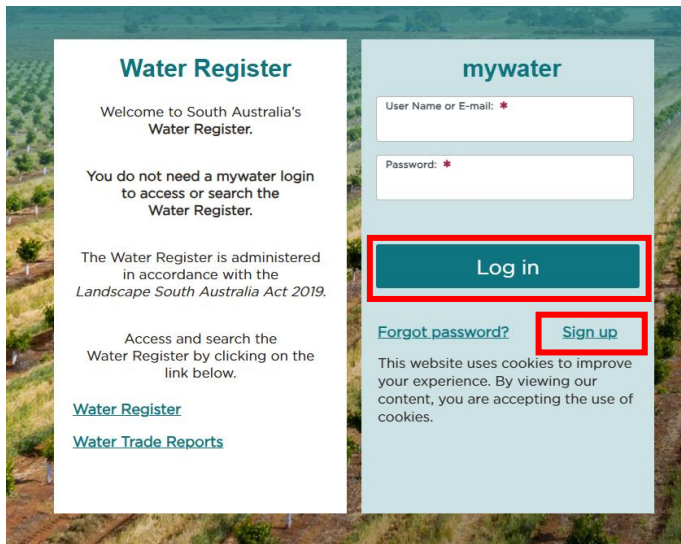 Water Register
Welcome to South Australia's
Water Register.
You do not need a mywater login
to access or search the
Water Register.
The Water Register is administered
in accordance with the
Landscape South Australia Act 2019.
Access and search the
Water Register by clicking on the
link below.
Water Register
Water Trade Reports
mywater
User Name or E-mail: *
Password: *
Log in
Forgot password? Sign up
This website uses cookies to improve
your experience. By viewing our
content, you are accepting the use of
cookies.